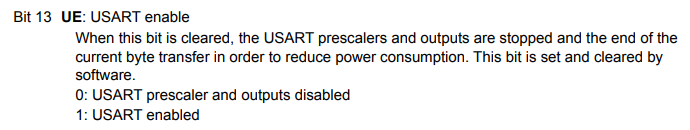 Bit 13 UE: USART enable
When this bit is cleared, the USART prescalers and outputs are stopped and the end of the
current byte transfer in order to reduce power consumption. This bit is set and cleared by
software.
0: USART prescaler and outputs disabled
1: USART enabled